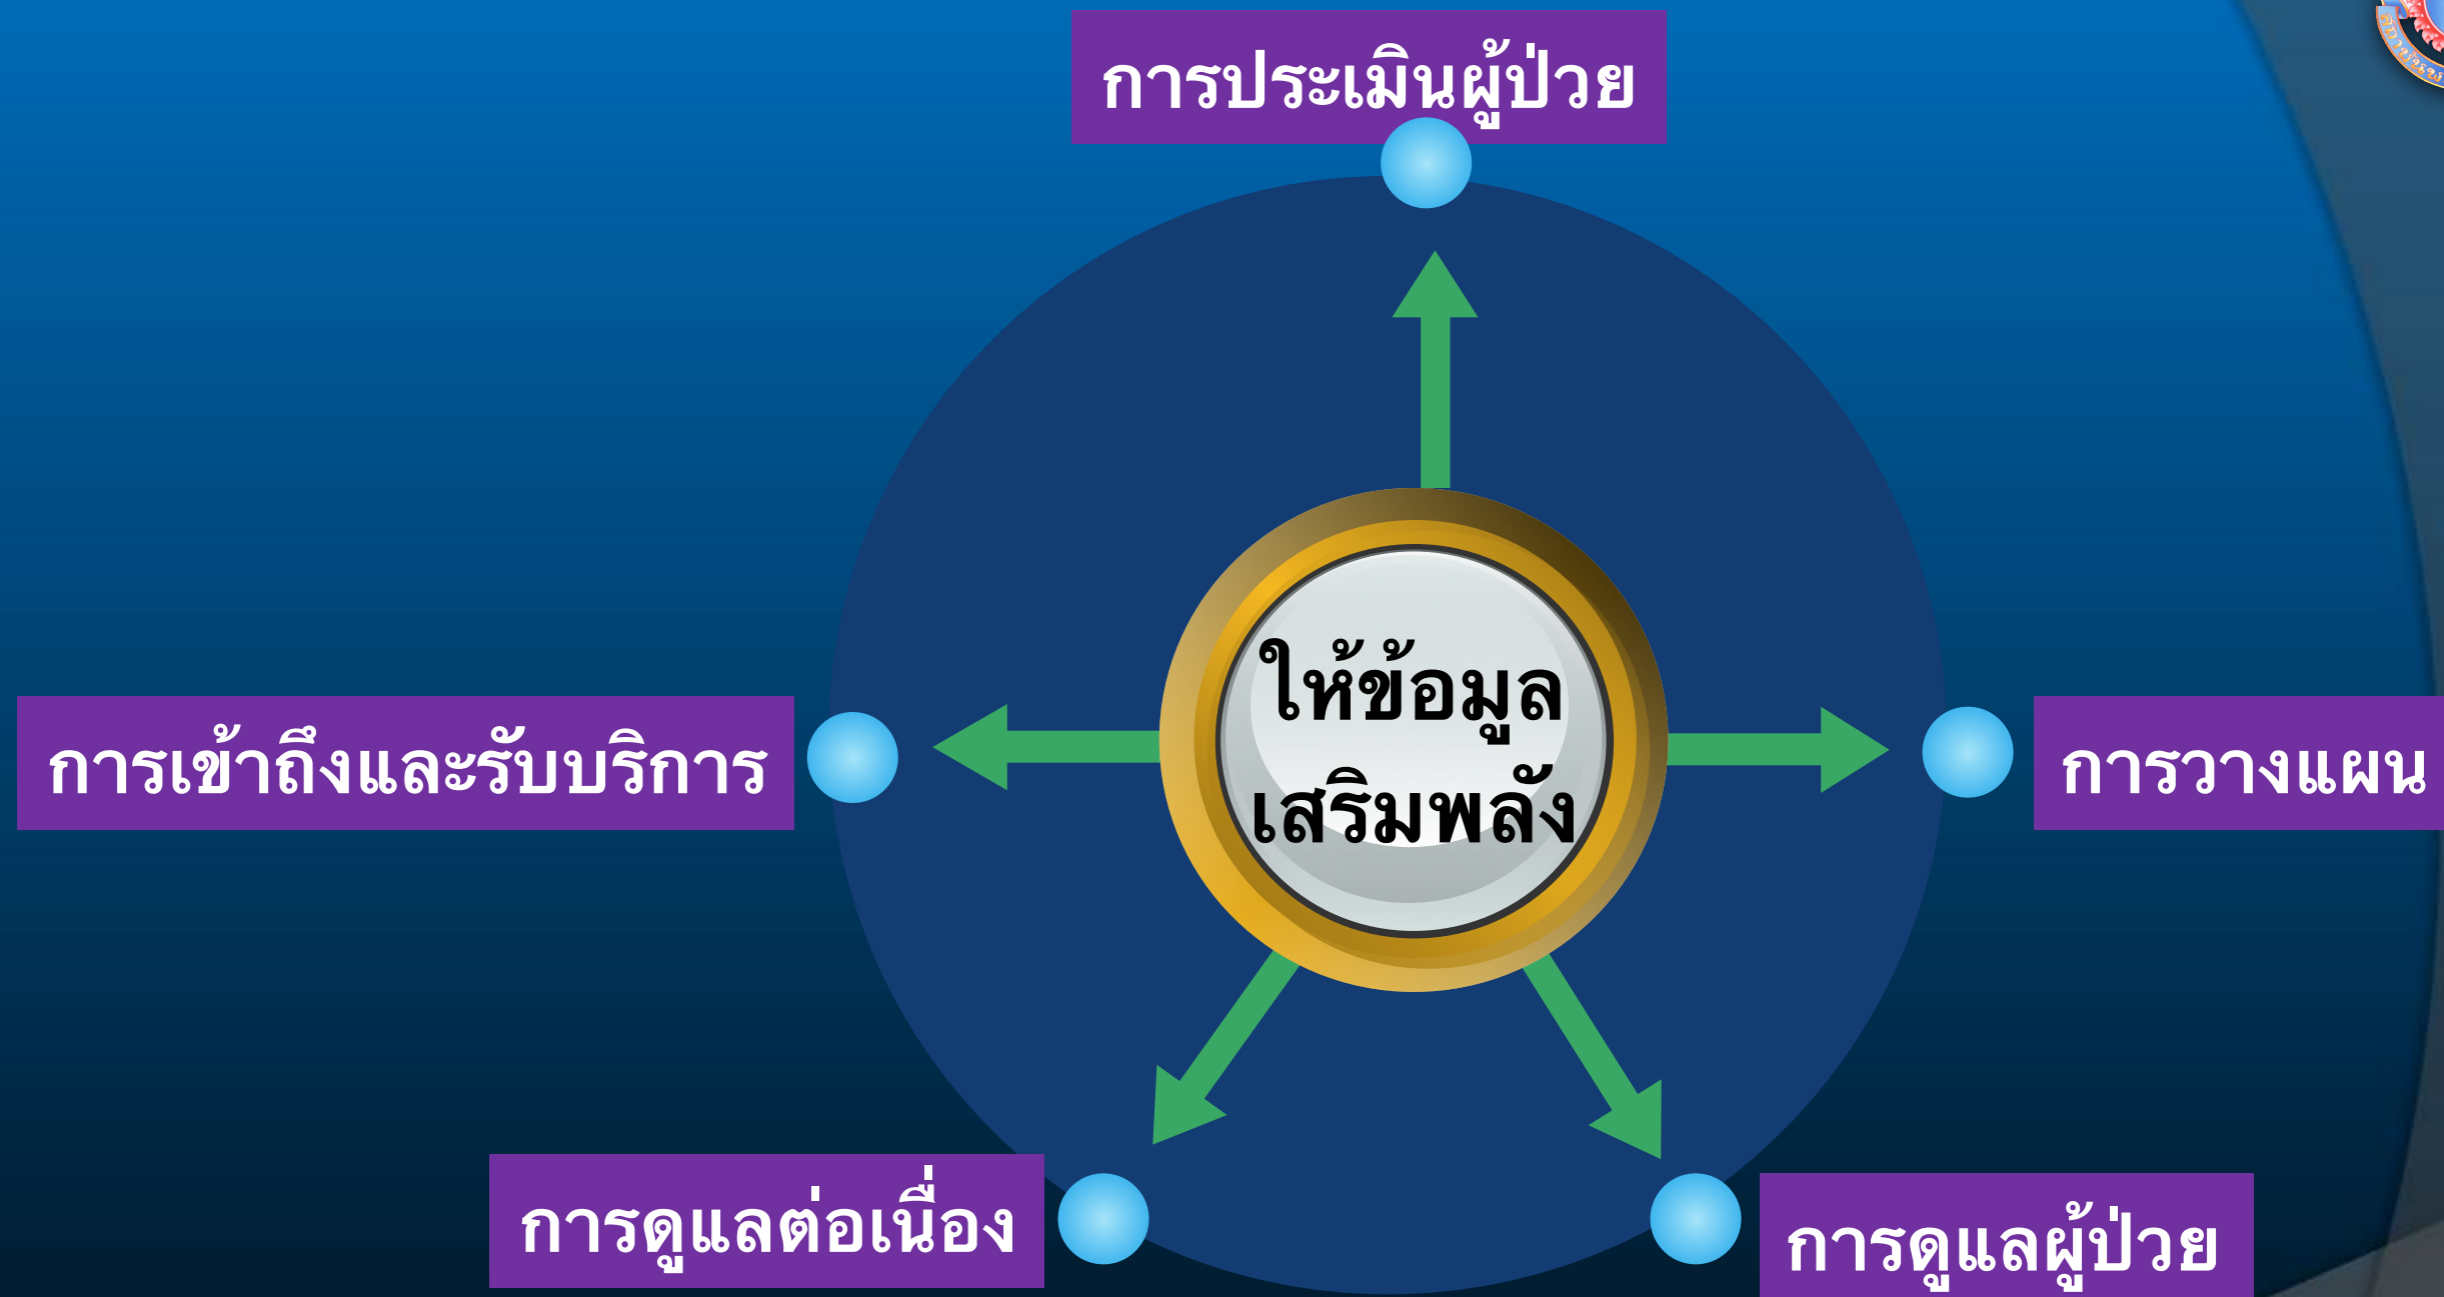 การประเมินผู้ป่วย
ให้ข้อมูล
เสริมพลัง
การเข้าถึงและรับบริการ
การวางแผน
การดูแลต่อเนื่อง
การดูแลผู้ป่วย